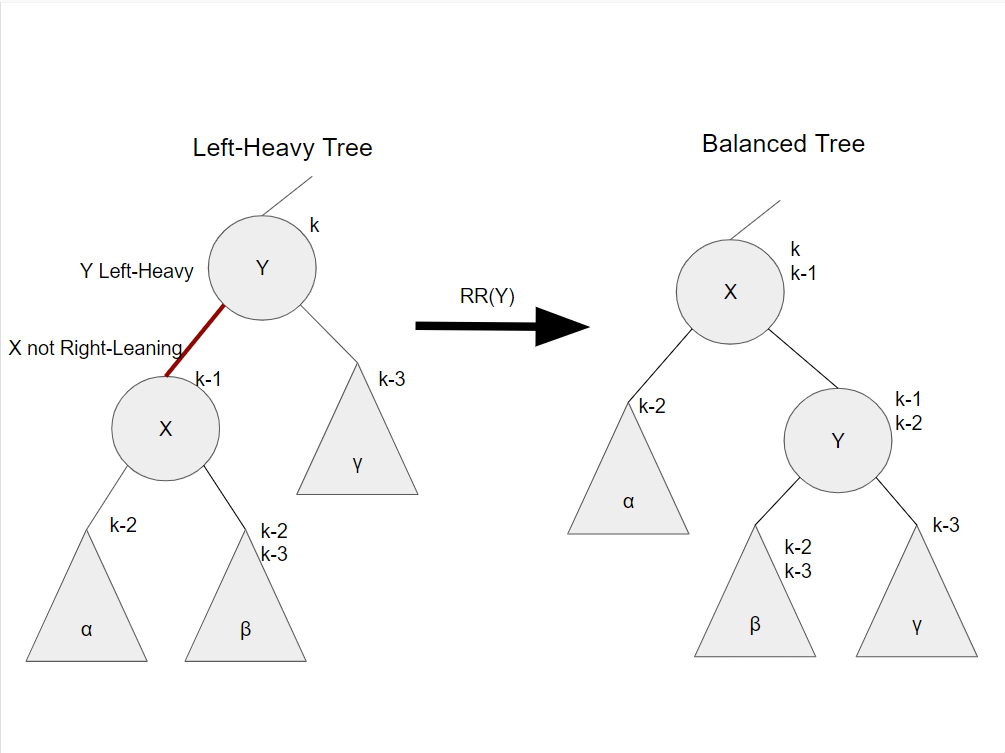 Left-Heavy Tree
Balanced Tree
k
Y Left-Heavy
Y
X not Right-Leaning
k-1
k-3
X
γ
k-2
k-2
k-3
α
β
RR(Y)
k
k-1
X
k-2
k-1
k-2
Y
α
k-2
k-3
k-3
β
γ